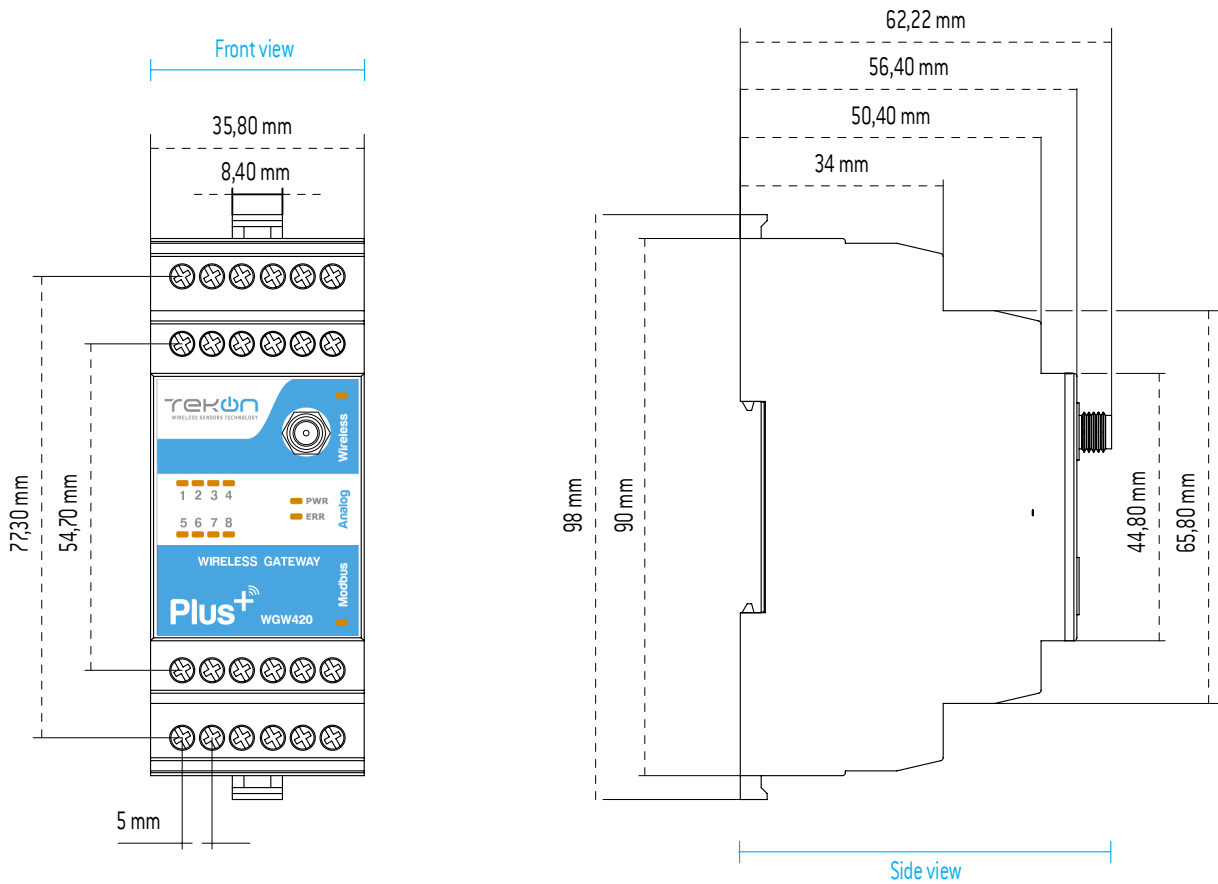 Front view
35,80 mm
8,40 mm
77,30 mm
54,70 mm
TEKON
WIRELESS SENSORS TECHNOLOGY
Wireless
1 2 3 4
PWR
ERR
Analog
5 6 7 8
WIRELESS GATEWAY
Modbus
Plus+
WGW420
5 mm
62,22 mm
56,40 mm
50,40 mm
34 mm
98 mm
90 mm
44,80 mm
65,80 mm
Side view